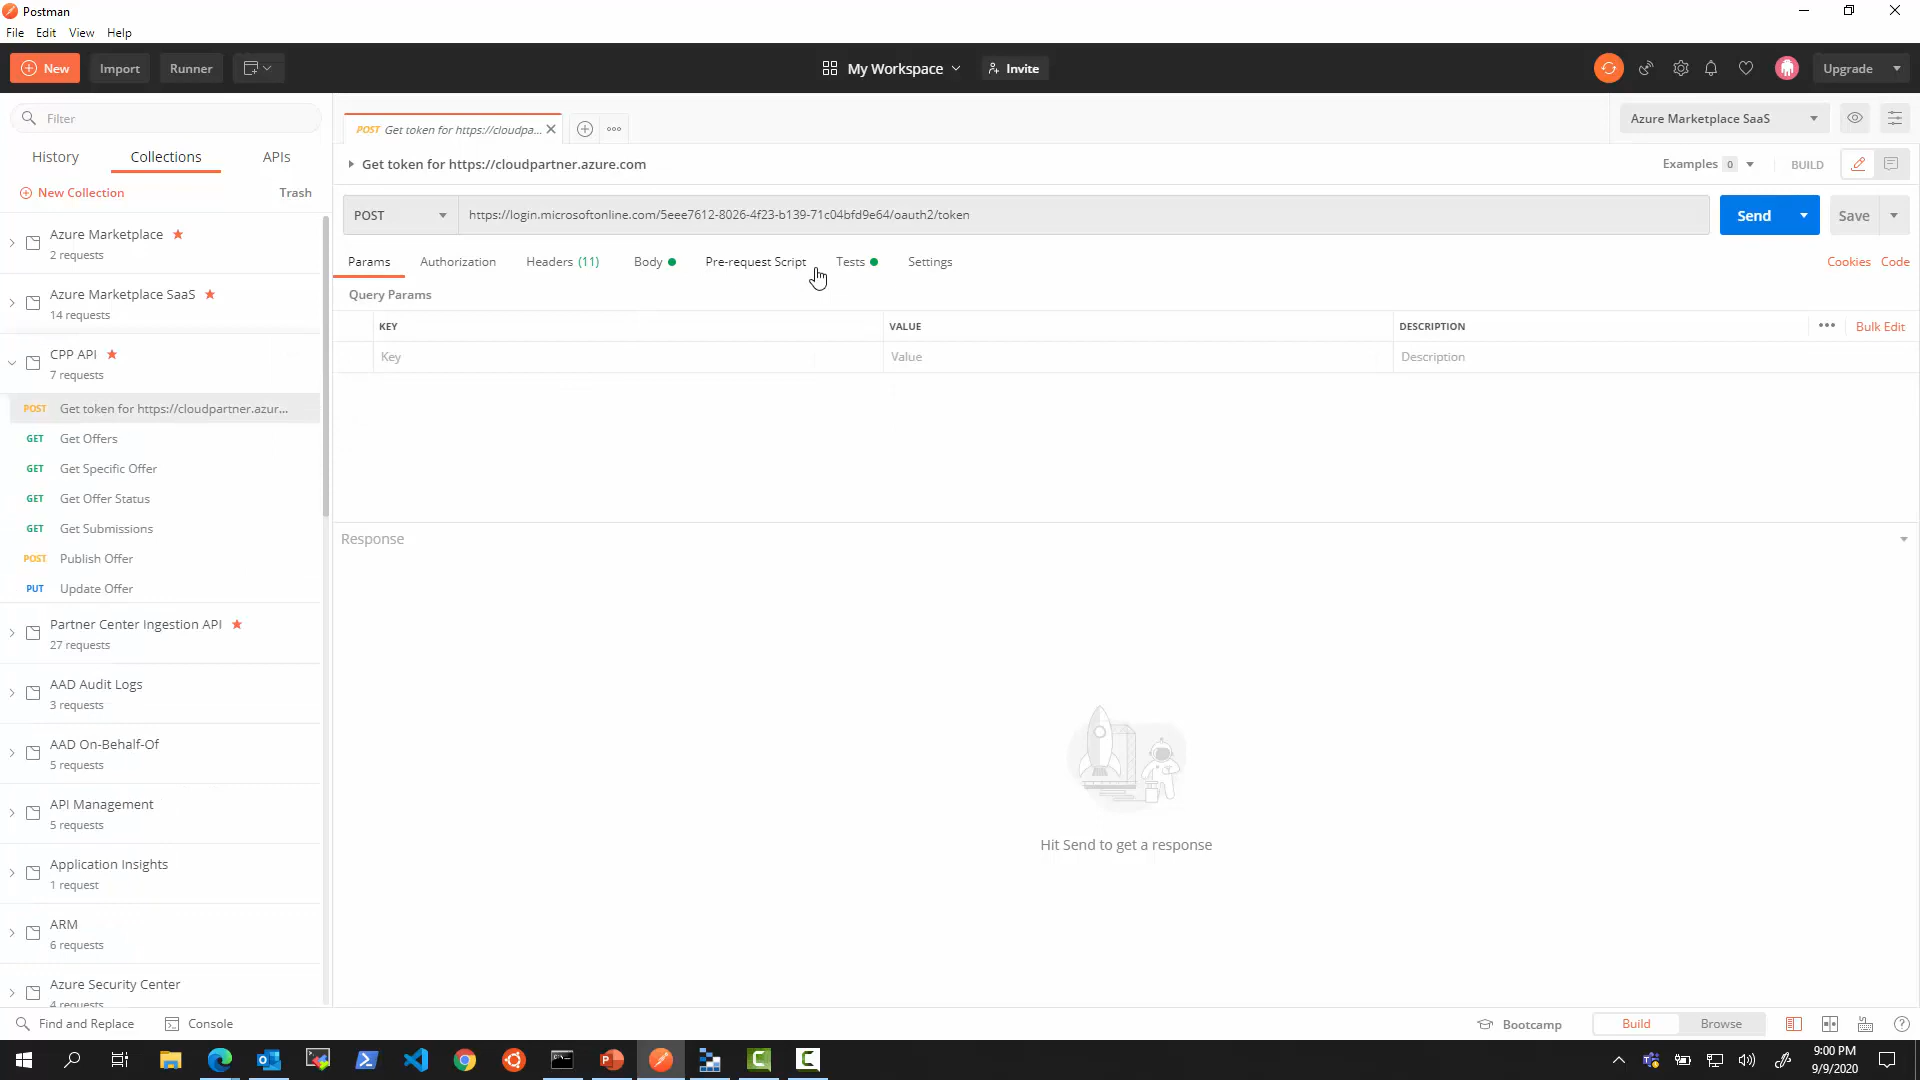 Postman
File Edit View Help
New Import Runner My Workspace Invite Upgrade
Filter
History Collections APIs
New Collection Trash
Azure Marketplace
2 requests
Azure Marketplace SaaS
14 requests
CPP API
7 requests
POST Get token for https://cloudpartner.azur...
GET Get Offers
GET Get Specific Offer
GET Get Offer Status
GET Get Submissions
POST Publish Offer
PUT Update Offer
Partner Center Ingestion API
27 requests
AAD Audit Logs
3 requests
AAD On-Behalf-Of
5 requests
API Management
5 requests
Application Insights
1 request
ARM
6 requests
Azure Security Center
4 requests
POST Get token for https://cloudpa...
Azure Marketplace SaaS
Get token for https://cloudpartner.azure.com
Examples 0 BUILD
POST https://login.microsoftonline.com/5eee7612-8026-4f23-b139-71c04bfd9e64/oauth2/token
Send Save
Params Authorization Headers (11) Body Pre-request Script Tests Settings
Cookies Code
Query Params
KEY VALUE DESCRIPTION Bulk Edit
Key Value Description
Response
Hit Send to get a response
Find and Replace Console
Bootcamp Build Browse
9:00 PM
9/9/2020